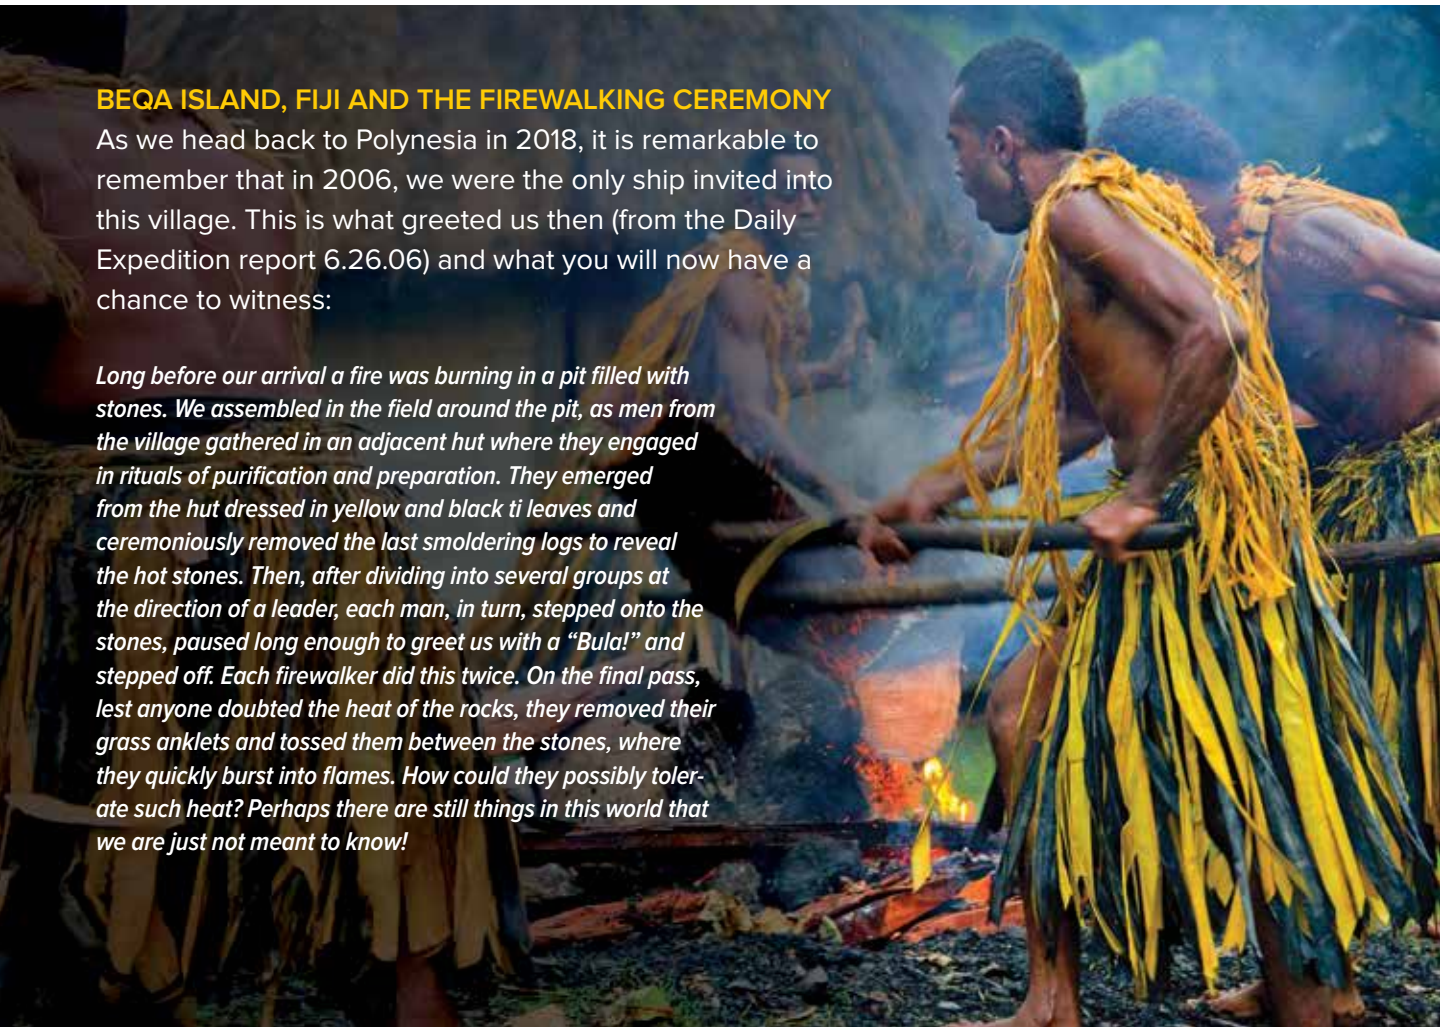 BEQA ISLAND, FIJI AND THE FIREWALKING CEREMONY
As we head back to Polynesia in 2018, it is remarkable to
remember that in 2006, we were the only ship invited into
this village. This is what greeted us then (from the Daily
Expedition report 6.26.06) and what you will now have a
chance to witness:
Long before our arrival a fire was burning in a pit filled with
stones. We assembled in the field around the pit, as men from
the village gathered in an adjacent hut where they engaged
in rituals of purification and preparation. They emerged
from the hut dressed in yellow and black ti leaves and
ceremoniously removed the last smoldering logs to reveal
the hot stones. Then, after dividing into several groups at
the direction of a leader, each man, in turn, stepped onto the
stones, paused long enough to greet us with a “Bula!” and
stepped off. Each firewalker did this twice. On the final pass,
lest anyone doubted the heat of the rocks, they removed their
grass anklets and tossed them between the stones, where
they quickly burst into flames. How could they possibly toler-
ate such heat? Perhaps there are still things in this world that
we are just not meant to know!